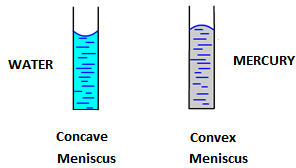 WATER
MERCURY
Concave
Meniscus
Convex
Meniscus